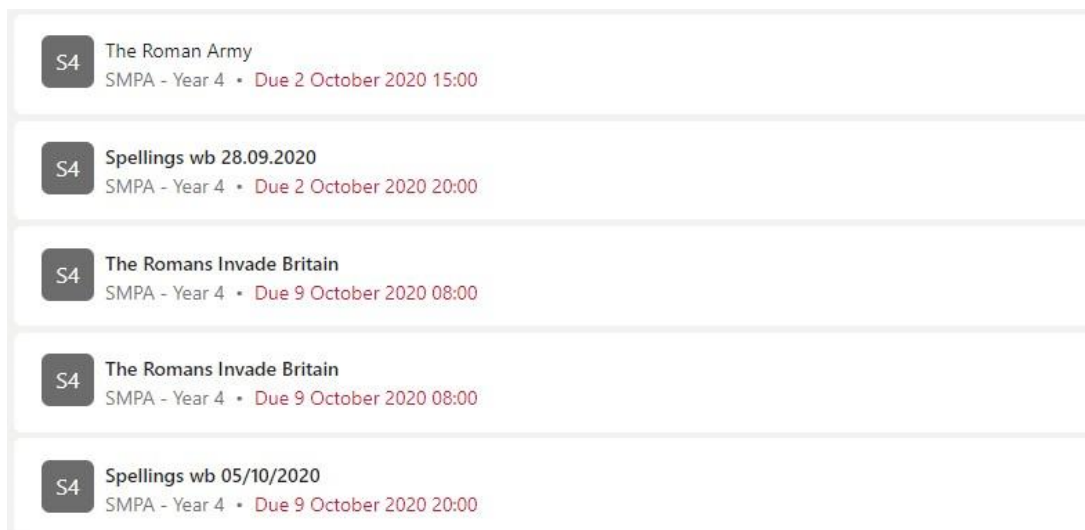 S4
The Roman Army
SMPA - Year 4 • Due 2 October 2020 15:00
S4
Spellings wb 28.09.2020
SMPA - Year 4 • Due 2 October 2020 20:00
S4
The Romans Invade Britain
SMPA - Year 4 • Due 9 October 2020 08:00
S4
The Romans Invade Britain
SMPA - Year 4 • Due 9 October 2020 08:00
S4
Spellings wb 05/10/2020
SMPA - Year 4 • Due 9 October 2020 20:00